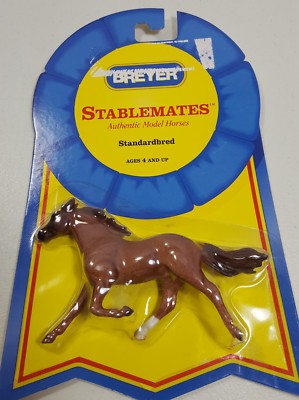 BREYER
STABLEMATES™
Authentic Model Horses
Standardbred
AGES 4 AND UP